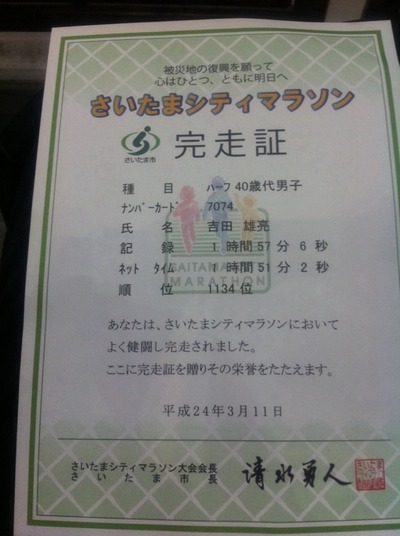 被災地の復興を願って
心はひとつ、ともに明日へ
さいたまシティマラソン
さいたま市
完走証
種 目 ハーフ 40歳代男子
ナンバーカード 7074
氏 名 吉田 雄亮
記 録 1 時間 57 分 6 秒
ネット タイム 1 時間 51 分 2 秒
順 位 1134 位
SAITAMA CITY
MARATHON
あなたは、さいたまシティマラソンにおいて
よく健闘し完走されました。
ここに完走証を贈りその栄誉をたたえます。
平成24年3月11日
さいたまシティマラソン大会会長
さいたま市長
清水勇人